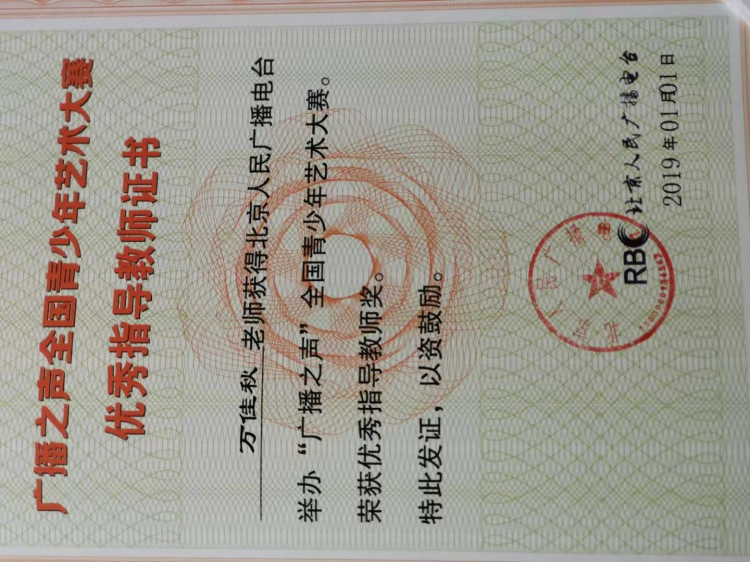 广播之声全国青少年艺术大赛
优秀指导教师证书
万佳秋 老师获得北京人民广播电台
举办“广播之声”全国青少年艺术大赛。
荣获优秀指导教师奖。
特此发证，以资鼓励。
RBC 北京人民广播电台
2019年01月01日